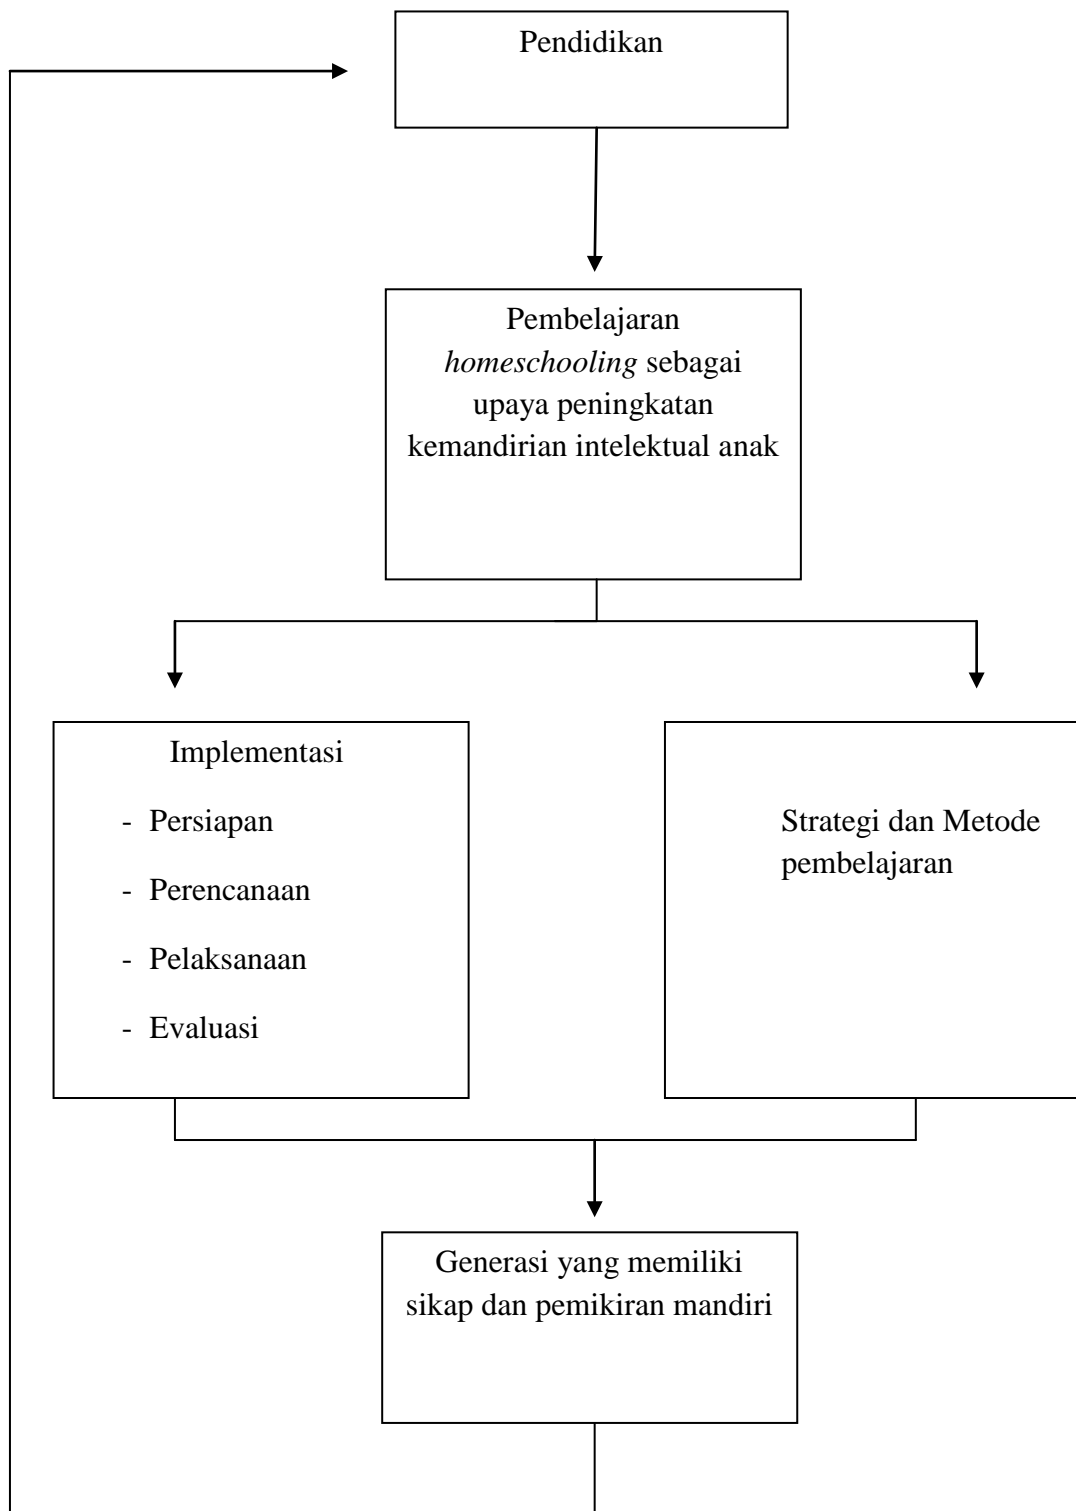 Pendidikan
Pembelajaran
homeschooling sebagai
upaya peningkatan
kemandirian intelektual anak
Implementasi
- Persiapan
- Perencanaan
- Pelaksanaan
- Evaluasi
Strategi dan Metode
pembelajaran
Generasi yang memiliki
sikap dan pemikiran mandiri